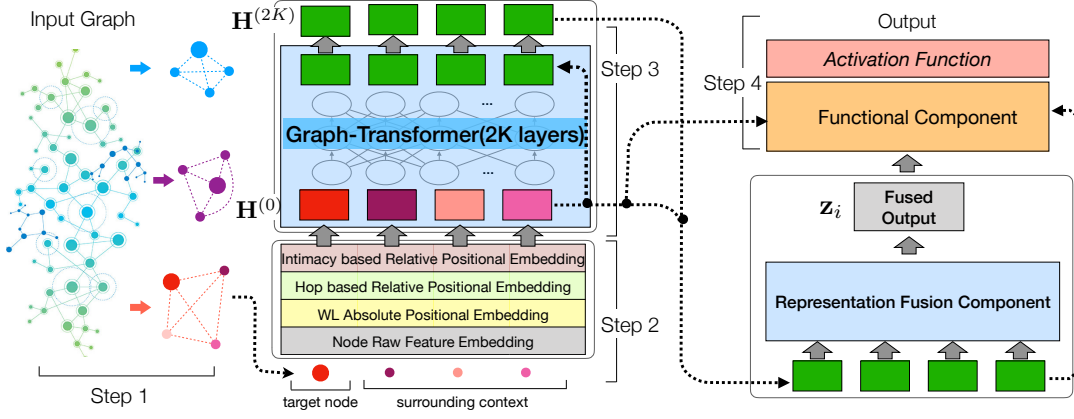 Input Graph
Step 1
H^(2K)
Step 3
...
Graph-Transformer(2K layers)
...
H^(0)
Intimacy based Relative Positional Embedding
Hop based Relative Positional Embedding
WL Absolute Positional Embedding
Node Raw Feature Embedding
Step 2
target node
surrounding context
Output
Step 4
Activation Function
Functional Component
z_i
Fused
Output
Representation Fusion Component